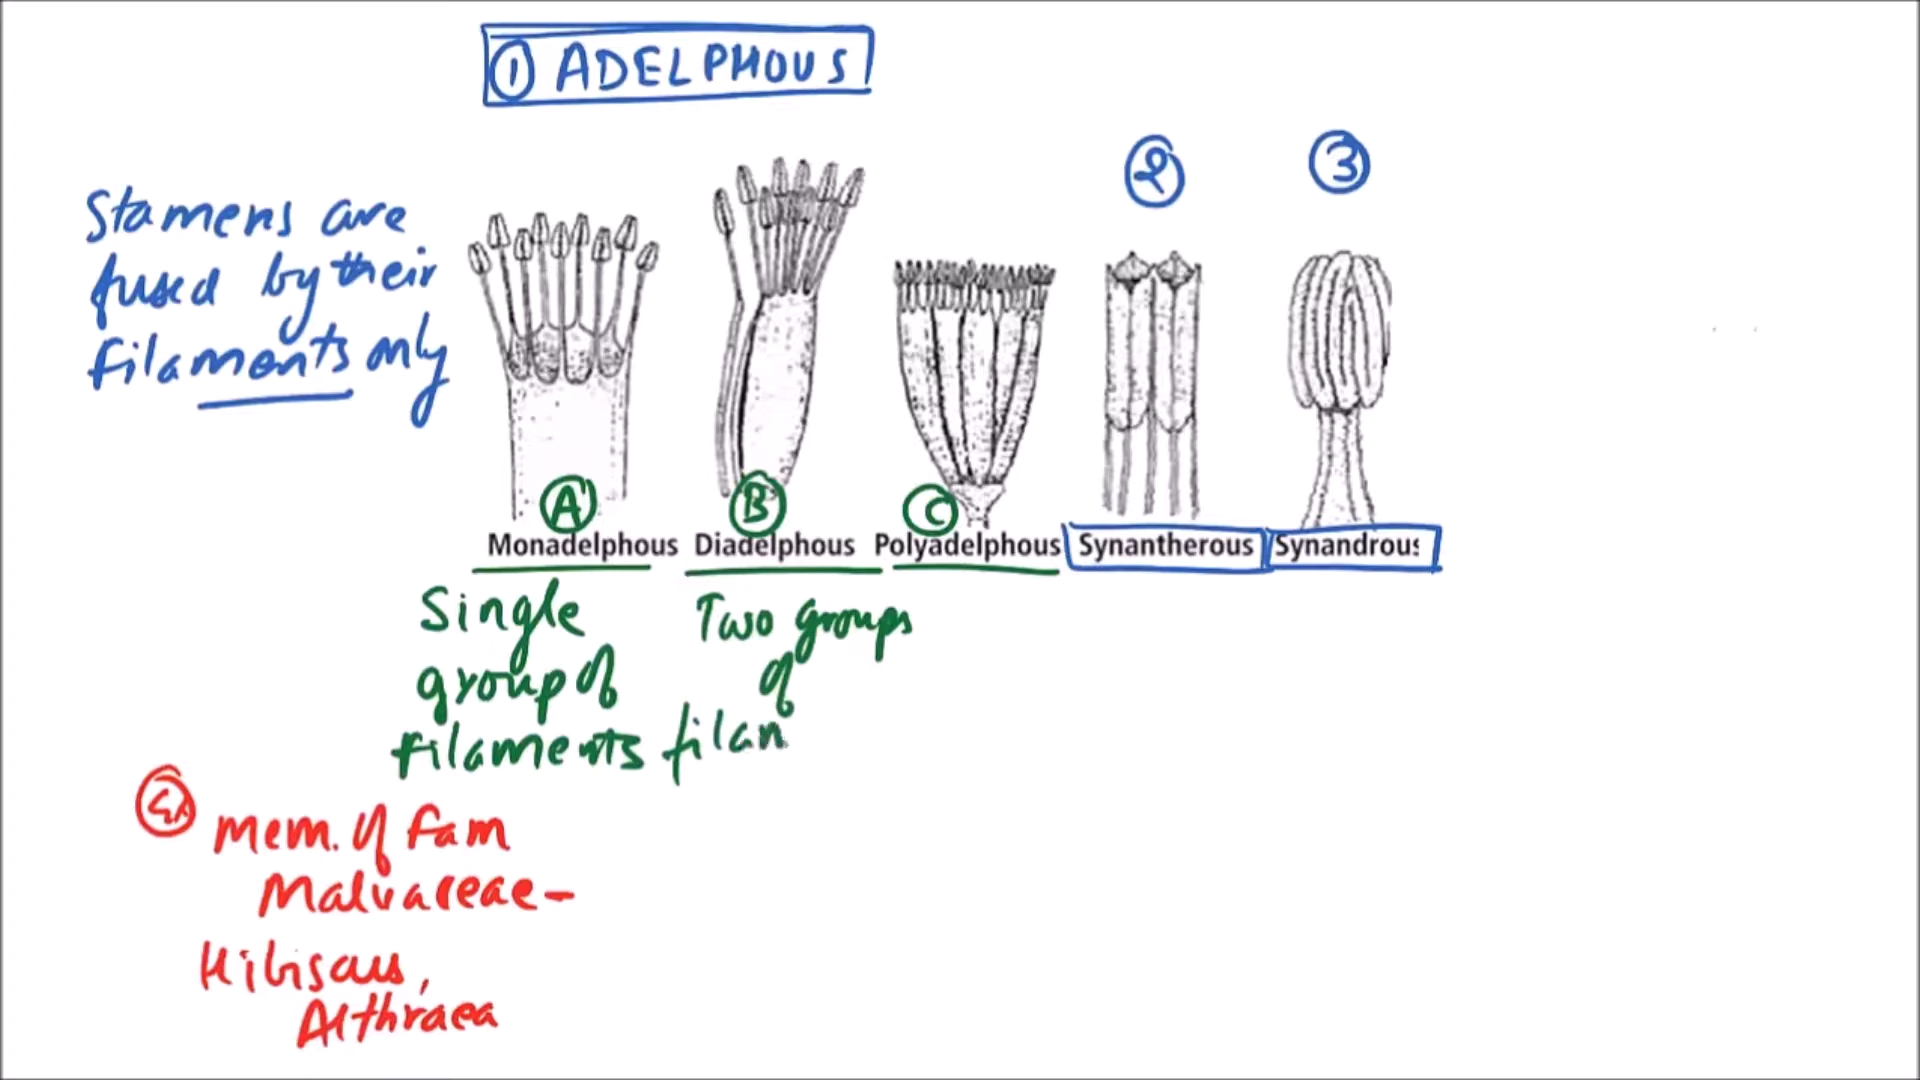 ① ADELPHOUS
② ③
Stamens are
fused by their
filaments only
A B C
Monadelphous Diadelphous Polyadelphous Synantherous Synandrous
Single
group of
filaments
Two groups
of
filan
Ex
Mem. of Fam
Malvaceae-
Hibiscus,
Althraea